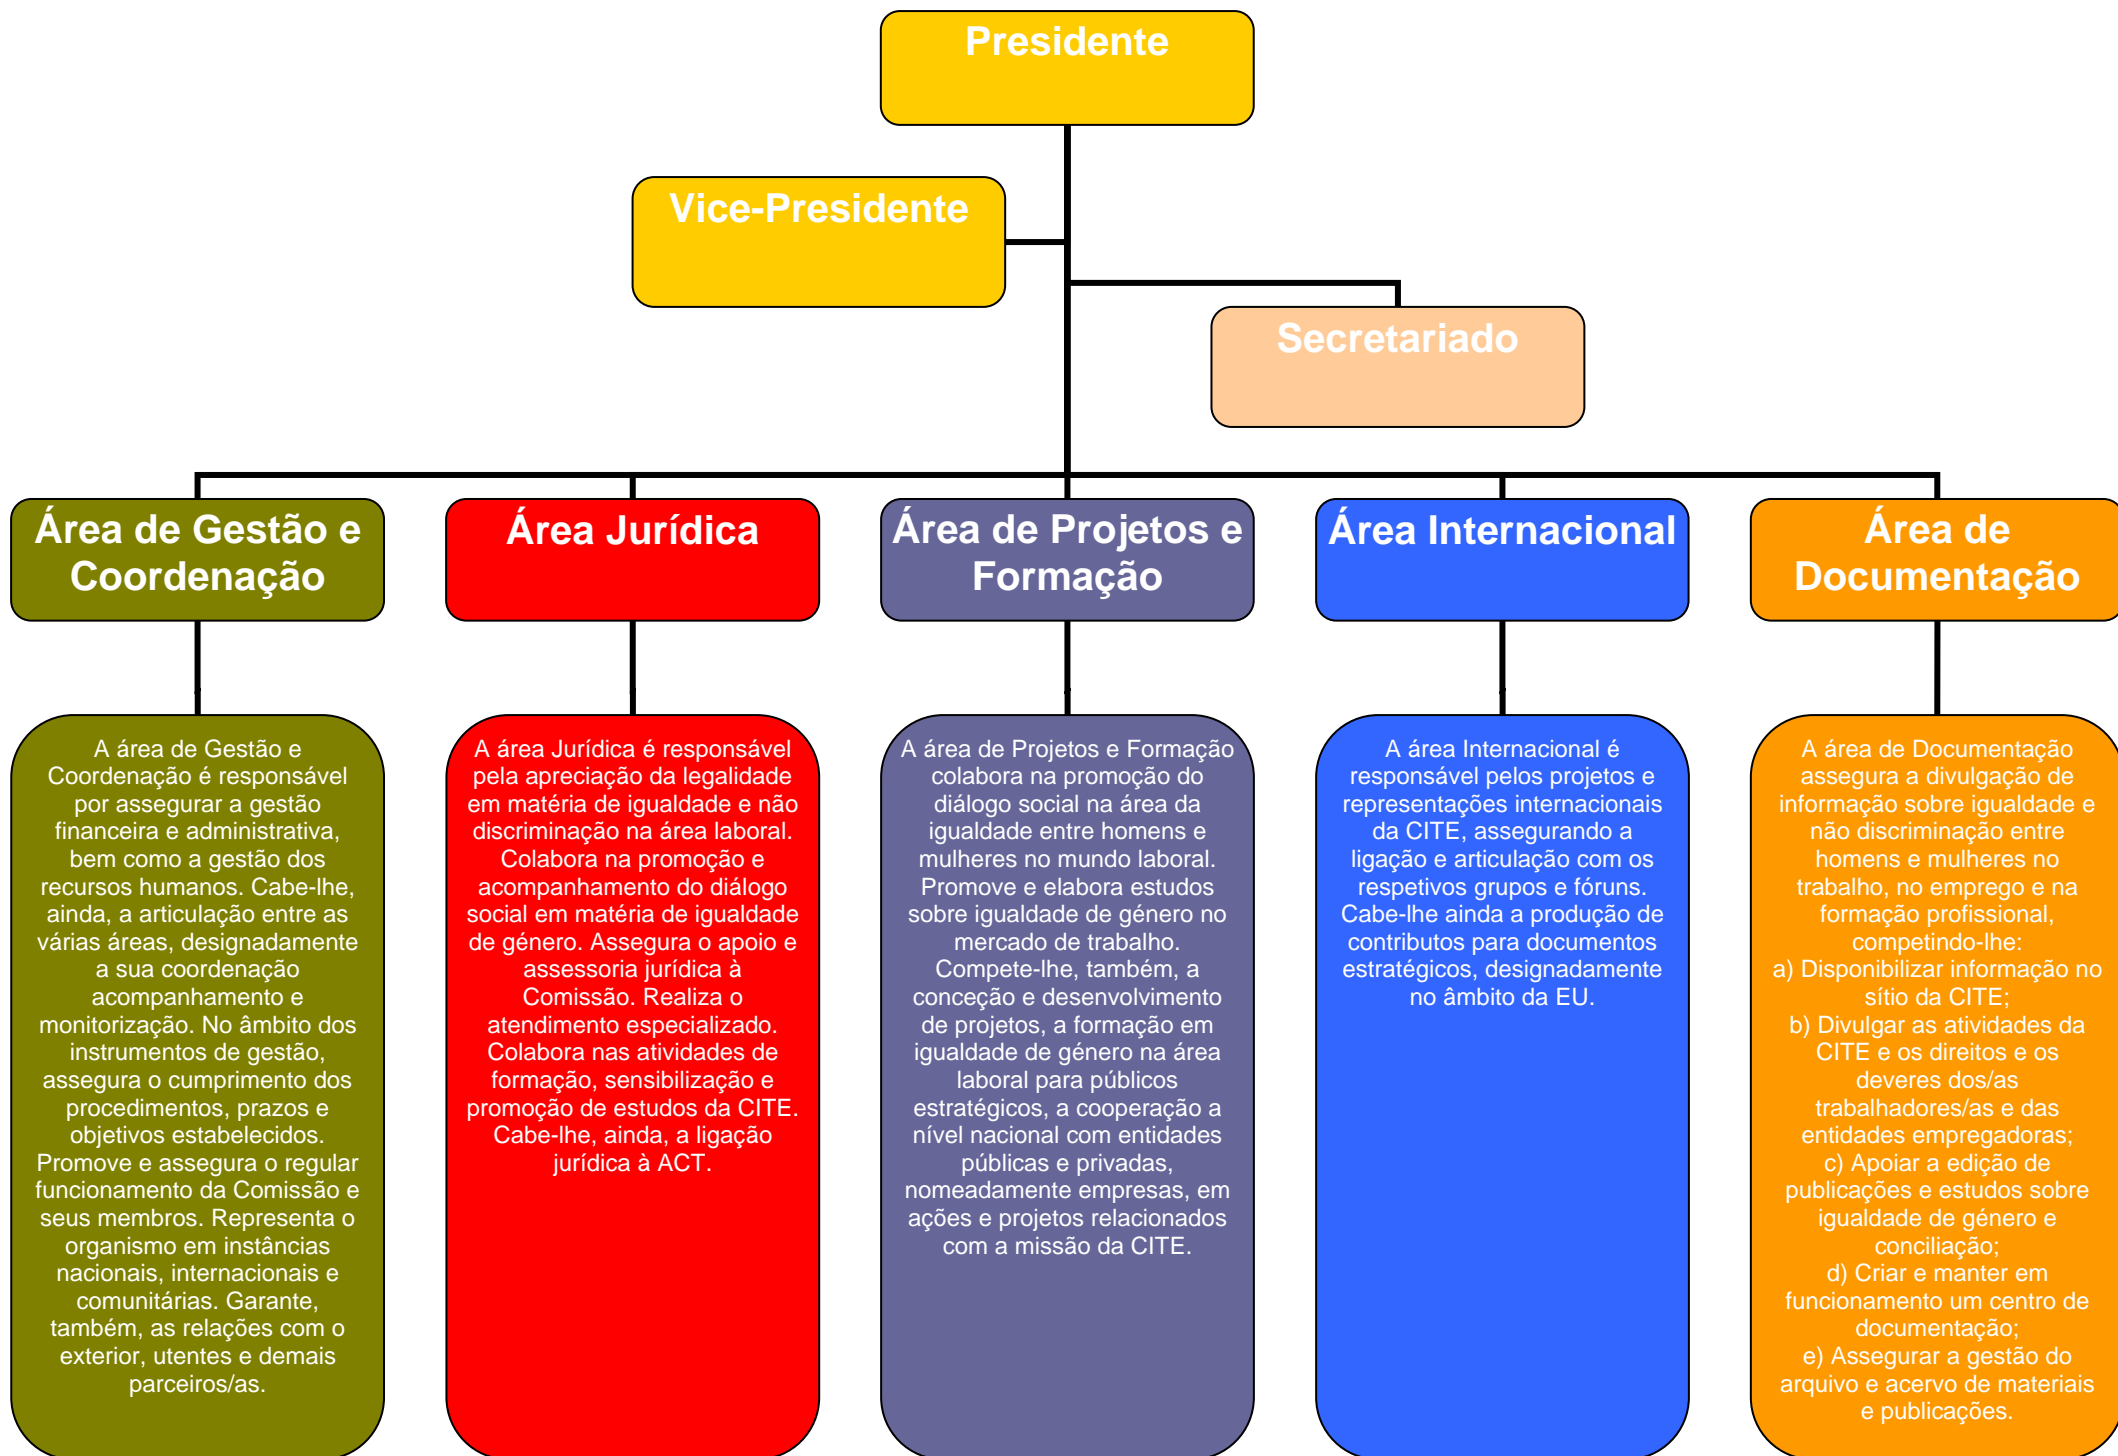 Presidente
Vice-Presidente
Secretariado
Área de Gestão e
Coordenação
Área Jurídica
Área de Projetos e
Formação
Área Internacional
Área de
Documentação
A área de Gestão e
Coordenação é responsável
por assegurar a gestão
financeira e administrativa,
bem como a gestão dos
recursos humanos. Cabe-lhe,
ainda, a articulação entre as
várias áreas, designadamente
a sua coordenação
acompanhamento e
monitorização. No âmbito dos
instrumentos de gestão,
assegura o cumprimento dos
procedimentos, prazos e
objetivos estabelecidos.
Promove e assegura o regular
funcionamento da Comissão e
seus membros. Representa o
organismo em instâncias
nacionais, internacionais e
comunitárias. Garante,
também, as relações com o
exterior, utentes e demais
parceiros/as.
A área Jurídica é responsável
pela apreciação da legalidade
em matéria de igualdade e não
discriminação na área laboral.
Colabora na promoção e
acompanhamento do diálogo
social em matéria de igualdade
de género. Assegura o apoio e
assessoria jurídica à
Comissão. Realiza o
atendimento especializado.
Colabora nas atividades de
formação, sensibilização e
promoção de estudos da CITE.
Cabe-lhe, ainda, a ligação
jurídica à ACT.
A área de Projetos e Formação
colabora na promoção do
diálogo social na área da
igualdade entre homens e
mulheres no mundo laboral.
Promove e elabora estudos
sobre igualdade de género no
mercado de trabalho.
Compete-lhe, também, a
conceção e desenvolvimento
de projetos, a formação em
igualdade de género na área
laboral para públicos
estratégicos, a cooperação a
nível nacional com entidades
públicas e privadas,
nomeadamente empresas, em
ações e projetos relacionados
com a missão da CITE.
A área Internacional é
responsável pelos projetos e
representações internacionais
da CITE, assegurando a
ligação e articulação com os
respetivos grupos e fóruns.
Cabe-lhe ainda a produção de
contributos para documentos
estratégicos, designadamente
no âmbito da EU.
A área de Documentação
assegura a divulgação de
informação sobre igualdade e
não discriminação entre
homens e mulheres no
trabalho, no emprego e na
formação profissional,
competindo-lhe:
a) Disponibilizar informação no
sítio da CITE;
b) Divulgar as atividades da
CITE e os direitos e os
deveres dos/as
trabalhadores/as e das
entidades empregadoras;
c) Apoiar a edição de
publicações e estudos sobre
igualdade de género e
conciliação;
d) Criar e manter em
funcionamento um centro de
documentação;
e) Assegurar a gestão do
arquivo e acervo de materiais
e publicações.